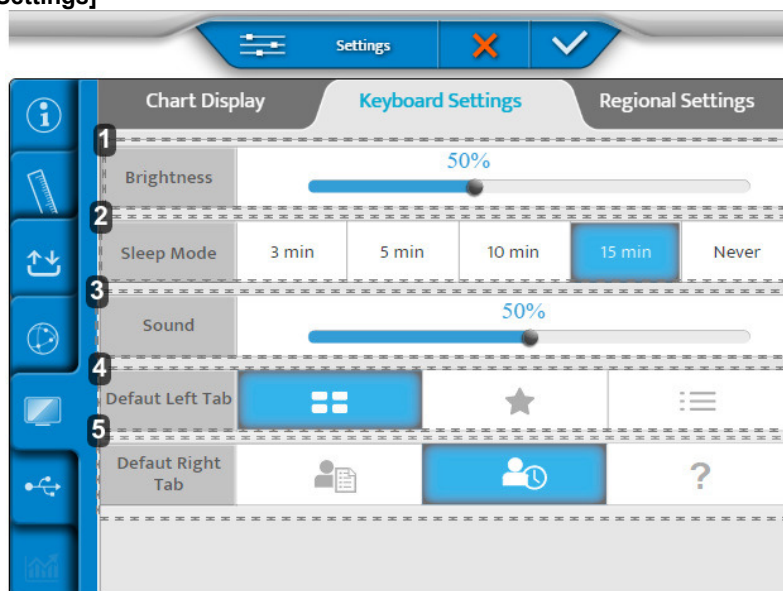 Settings]
Settings
Chart Display Keyboard Settings Regional Settings
1
Brightness 50%
2
Sleep Mode 3 min 5 min 10 min 15 min Never
3
Sound 50%
4
Defaut Left Tab
5
Defaut Right
Tab ?